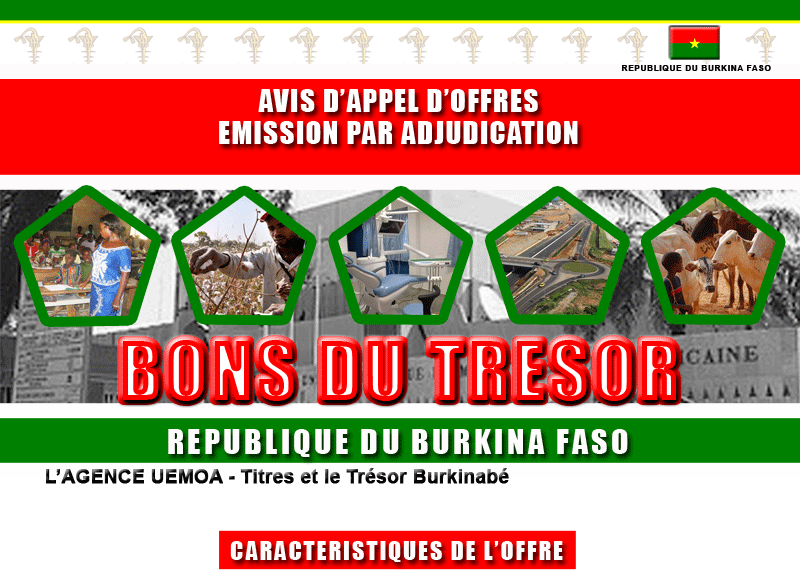 REPUBLIQUE DU BURKINA FASO
AVIS D'APPEL D'OFFRES
EMISSION PAR ADJUDICATION
CAINE
BONS DU TRESOR
REPUBLIQUE DU BURKINA FASO
L'AGENCE UEMOA - Titres et le Trésor Burkinabé
CARACTERISTIQUES DE L'OFFRE